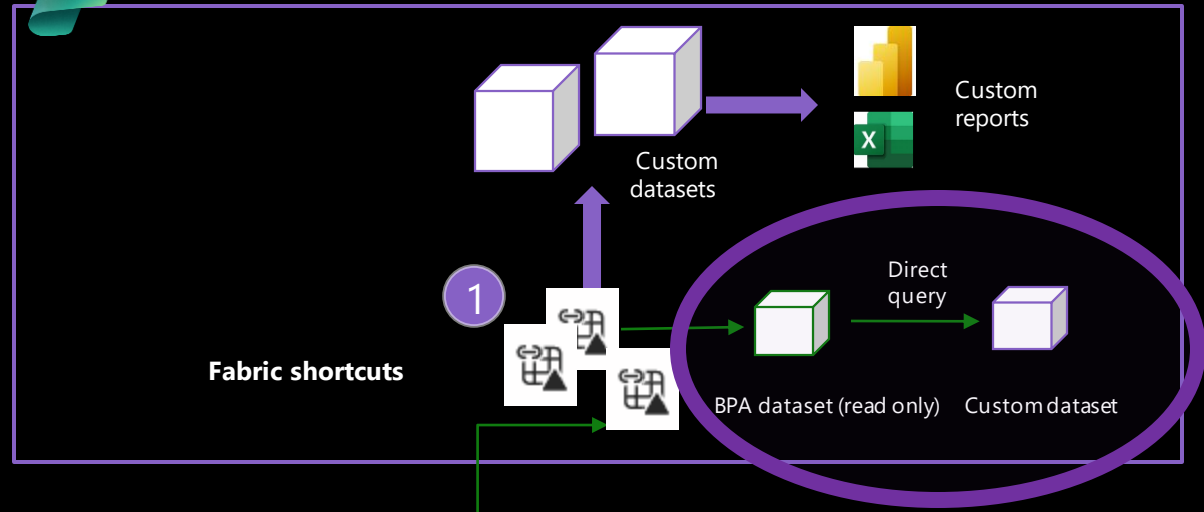 Custom
reports
X
Custom
datasets
Direct
query
1
Fabric shortcuts
BPA dataset (read only)
Custom dataset